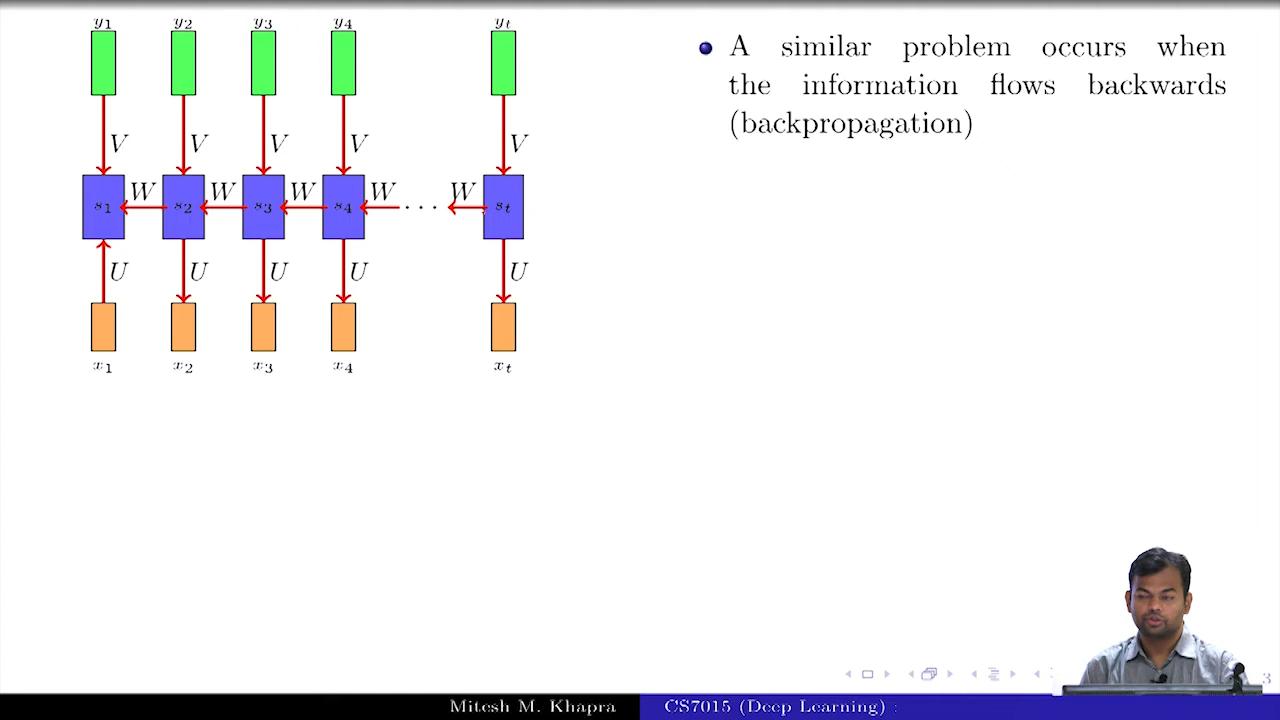 y1 y2 y3 y4 yt
V V V V V
s1 W s2 W s3 W s4 W · · · W st
U U U U U
x1 x2 x3 x4 xt
A similar problem occurs when
the information flows backwards
(backpropagation)
3
Mitesh M. Khapra CS7015 (Deep Learning) :